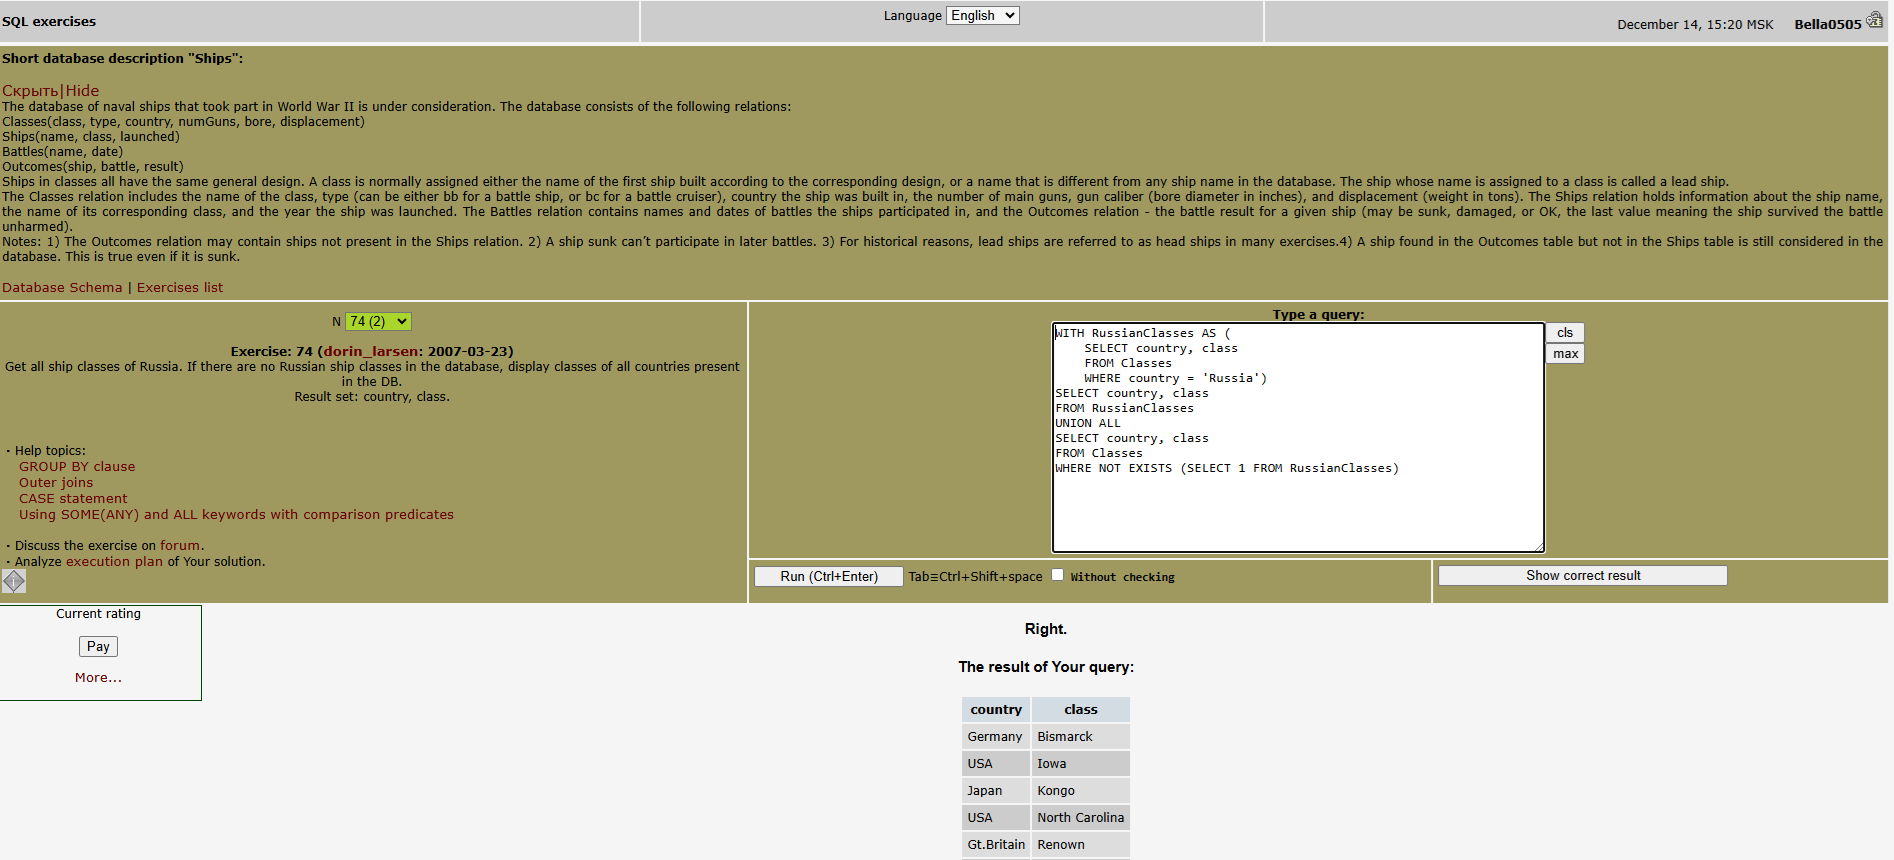 SQL exercises
Language English
December 14, 15:20 MSK Bella0505
Short database description "Ships":
Скрыть|Hide
The database of naval ships that took part in World War II is under consideration. The database consists of the following relations:
Classes(class, type, country, numGuns, bore, displacement)
Ships(name, class, launched)
Battles(name, date)
Outcomes(ship, battle, result)
Ships in classes all have the same general design. A class is normally assigned either the name of the first ship built according to the corresponding design, or a name that is different from any ship name in the database. The ship whose name is assigned to a class is called a lead ship.
The Classes relation includes the name of the class, type (can be either bb for a battle ship, or bc for a battle cruiser), country the ship was built in, the number of main guns, gun caliber (bore diameter in inches), and displacement (weight in tons). The Ships relation holds information about the ship name,
the name of its corresponding class, and the year the ship was launched. The Battles relation contains names and dates of battles the ships participated in, and the Outcomes relation - the battle result for a given ship (may be sunk, damaged, or OK, the last value meaning the ship survived the battle
unharmed).
Notes: 1) The Outcomes relation may contain ships not present in the Ships relation. 2) A ship sunk can't participate in later battles. 3) For historical reasons, lead ships are referred to as head ships in many exercises.4) A ship found in the Outcomes table but not in the Ships table is still considered in the
database. This is true even if it is sunk.
Database Schema | Exercises list
N 74 (2)
Exercise: 74 (dorin_larsen: 2007-03-23)
Get all ship classes of Russia. If there are no Russian ship classes in the database, display classes of all countries present
in the DB.
Result set: country, class.
· Help topics:
GROUP BY clause
Outer joins
CASE statement
Using SOME(ANY) and ALL keywords with comparison predicates
· Discuss the exercise on forum.
· Analyze execution plan of Your solution.
Type a query:
WITH RussianClasses AS (
SELECT country, class
FROM Classes
WHERE country = 'Russia')
SELECT country, class
FROM RussianClasses
UNION ALL
SELECT country, class
FROM Classes
WHERE NOT EXISTS (SELECT 1 FROM RussianClasses)
cls
max
Run (Ctrl+Enter) Tab≡Ctrl+Shift+space Without checking
Show correct result
Current rating
Pay
More...
Right.
The result of Your query:
country class
Germany Bismarck
USA Iowa
Japan Kongo
USA North Carolina
Gt.Britain Renown